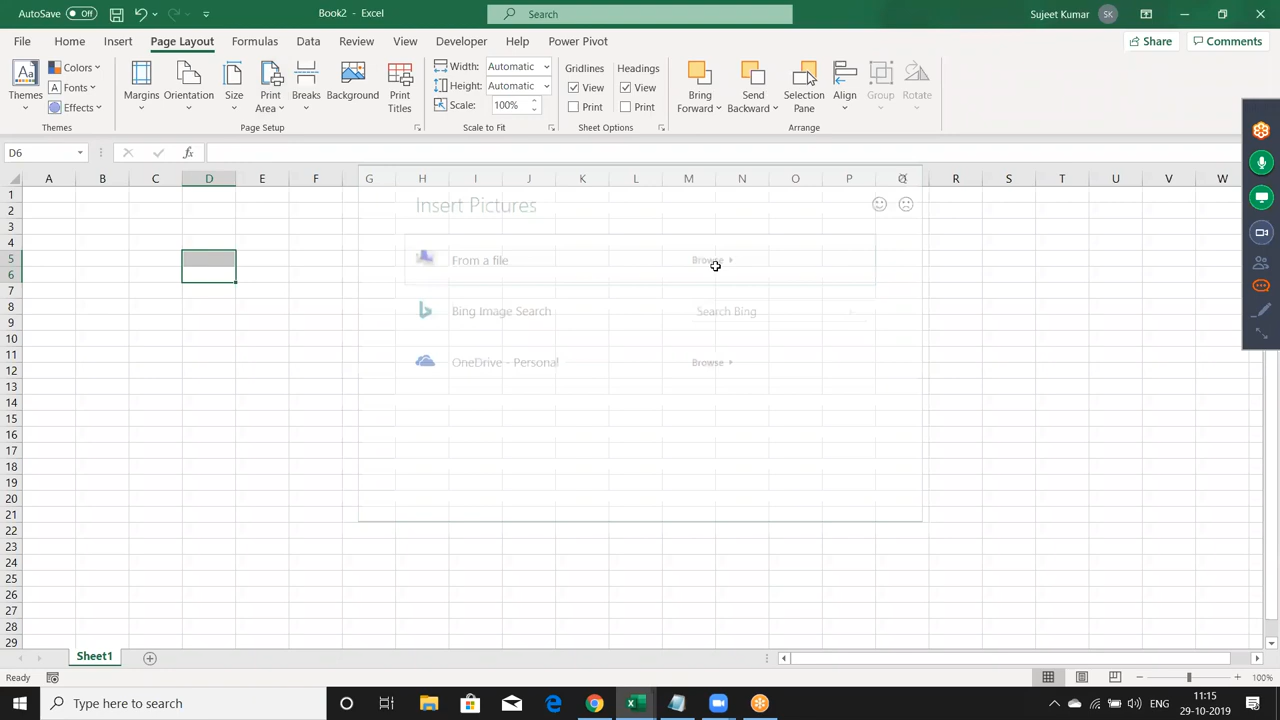 AutoSave Off Book2 - Excel Search Sujeet Kumar SK
File Home Insert Page Layout Formulas Data Review View Developer Help Power Pivot Share Comments
Themes Colors Fonts Effects Margins Orientation Size Print Area Breaks Background Print Titles Width: Automatic Height: Automatic Scale: 100% Gridlines View Print Headings View Print Bring Forward Send Backward Selection Pane Align Group Rotate
Themes Page Setup Scale to Fit Sheet Options Arrange
D6 fx
A B C D E F G H I J K L M N O P Q R S T U V W
1
2
Insert Pictures
3
4
5
From a file Browse
6
7
8
Bing Image Search Search Bing
9
10
11
12
OneDrive - Personal Browse
13
14
15
16
17
18
19
20
21
22
23
24
25
26
27
28
29
Sheet1
Ready 100%
Type here to search ENG 11:15
29-10-2019